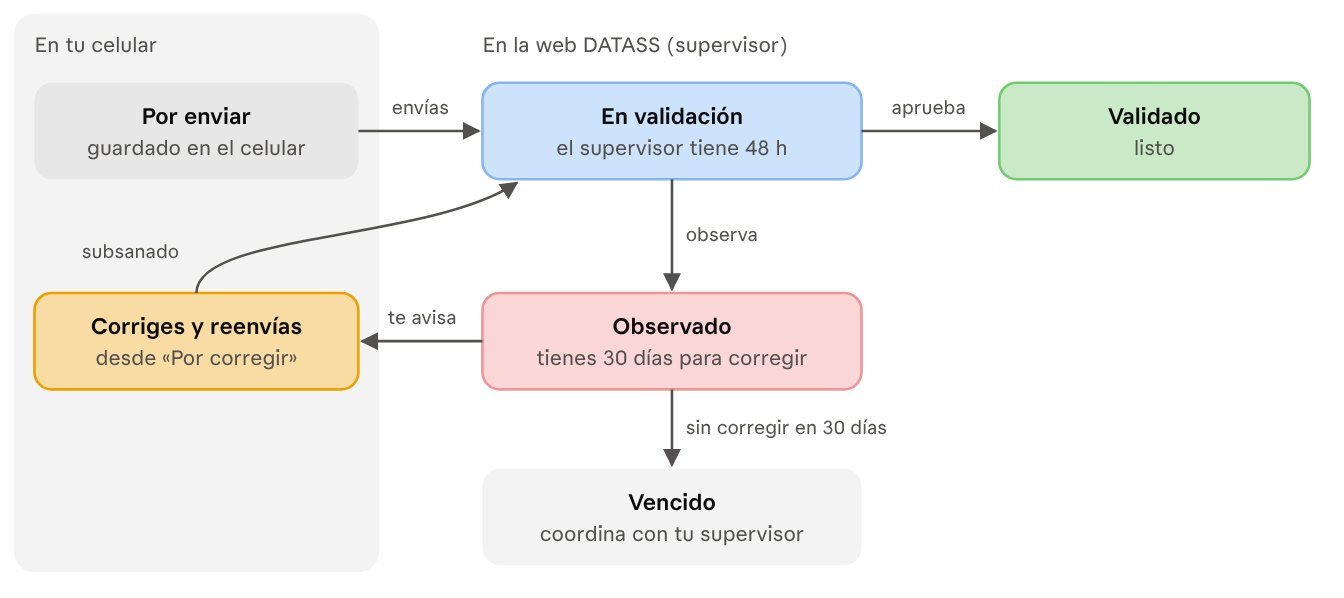 En tu celular
En la web DATASS (supervisor)
Por enviar
guardado en el celular
envías
En validación
el supervisor tiene 48 h
aprueba
Validado
listo
subsanado
observa
Corriges y reenvías
desde «Por corregir»
te avisa
Observado
tienes 30 días para corregir
sin corregir en 30 días
Vencido
coordina con tu supervisor